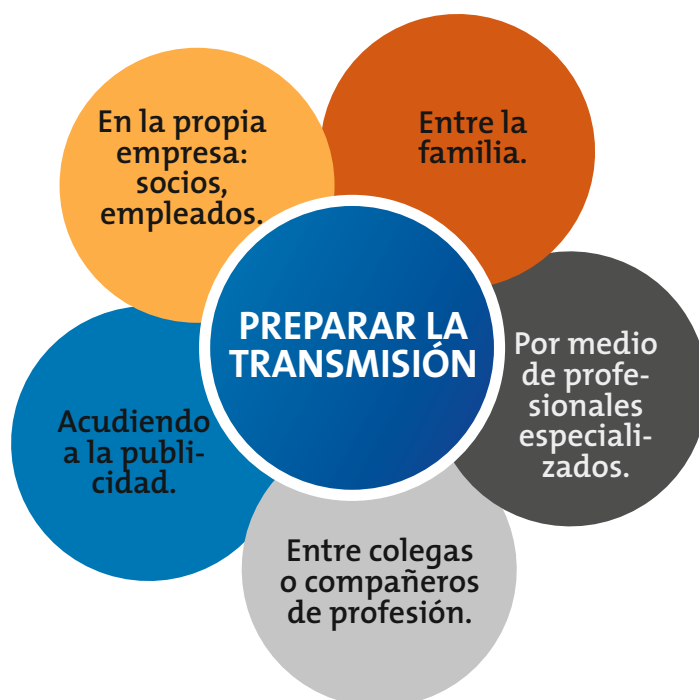 En la propia
empresa:
socios,
empleados.
Entre la
familia.
PREPARAR LA
TRANSMISIÓN
Por medio
de profe-
sionales
especiali-
zados.
Acudiendo
a la publi-
cidad.
Entre colegas
o compañeros
de profesión.